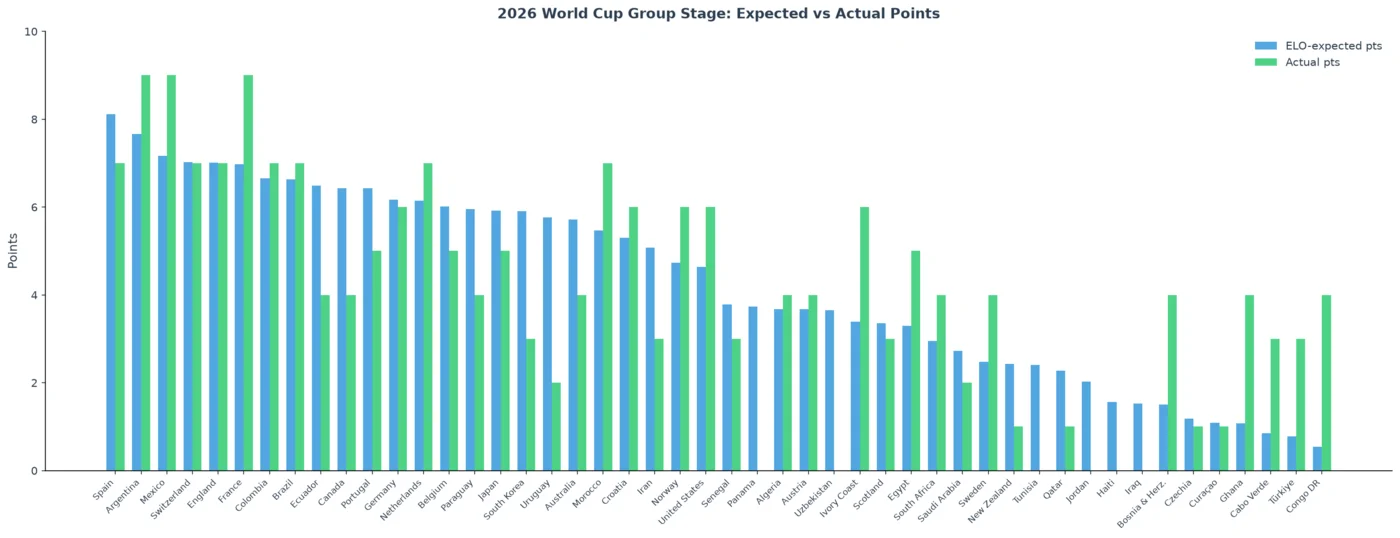 2026 World Cup Group Stage: Expected vs Actual Points
ELO-expected pts
Actual pts
Points
10
8
6
4
2
0
Spain
Argentina
Mexico
Switzerland
England
France
Colombia
Brazil
Ecuador
Canada
Portugal
Germany
Netherlands
Belgium
Paraguay
Japan
South Korea
Uruguay
Australia
Morocco
Croatia
Iran
Norway
United States
Senegal
Panama
Algeria
Austria
Uzbekistan
Ivory Coast
Scotland
Egypt
South Africa
Saudi Arabia
Sweden
New Zealand
Tunisia
Qatar
Jordan
Haiti
Iraq
Bosnia & Herz.
Czechia
Curaçao
Ghana
Cabo Verde
Türkiye
Congo DR